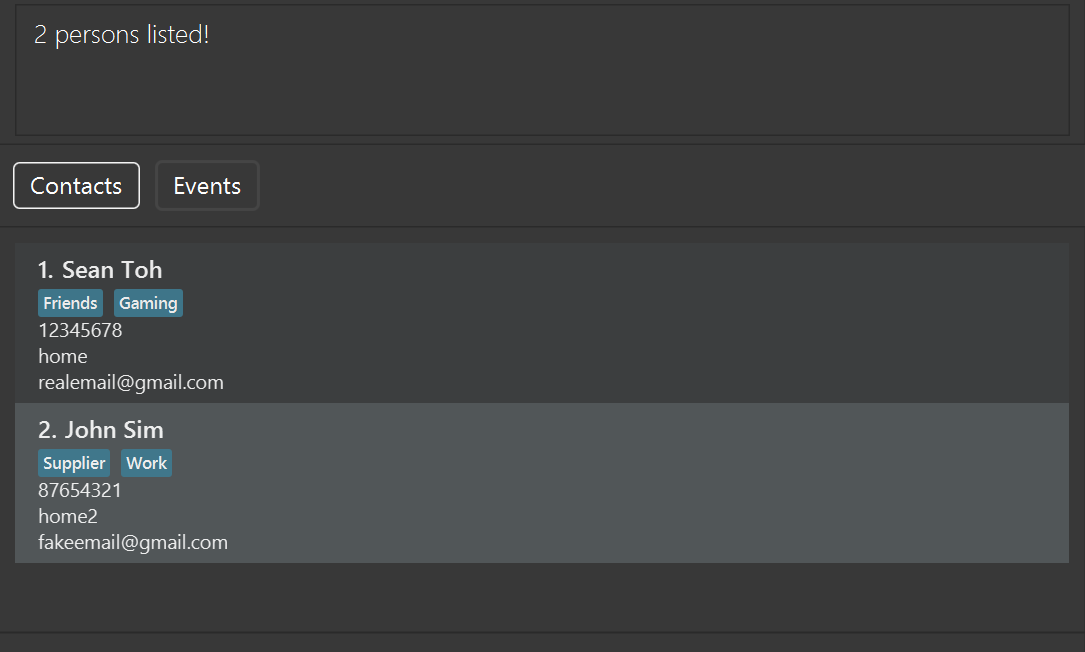 2 persons listed!
Contacts Events
1. Sean Toh
Friends Gaming
12345678
home
realemail@gmail.com
2. John Sim
Supplier Work
87654321
home2
fakeemail@gmail.com